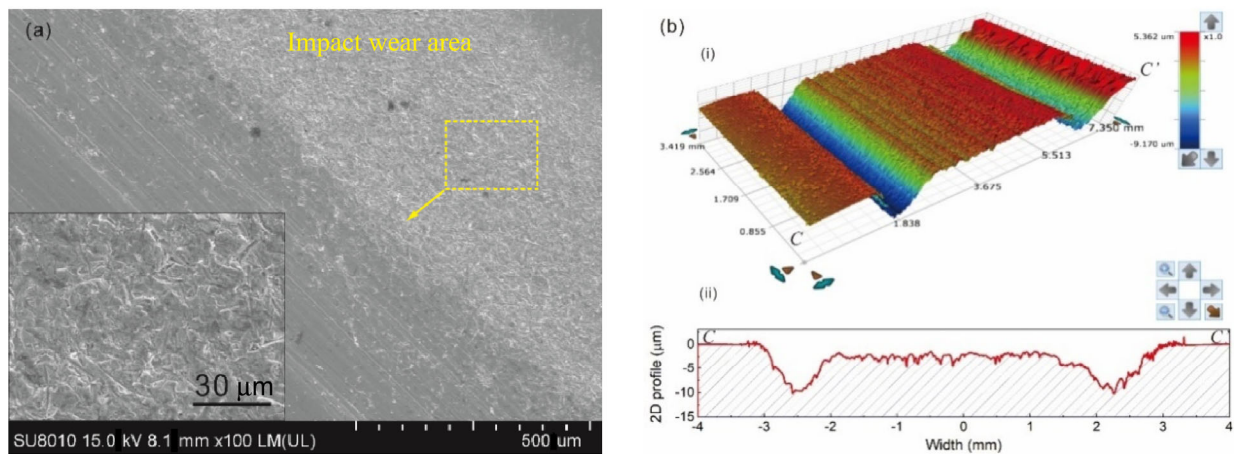 (a)
Impact wear area
30 μm
SU8010 15.0 kV 8.1 mm x100 LM(UL)
500 um
(b)
(i)
5.362 um
x1.0
-9.170 um
C'
7.350 mm
5.513
3.675
1.838
3.419 mm
2.564
1.709
0.855
C
(ii)
C
C
2D profile (μm)
0
-5
-10
-15
-4
-3
-2
-1
0
1
2
3
4
Width (mm)